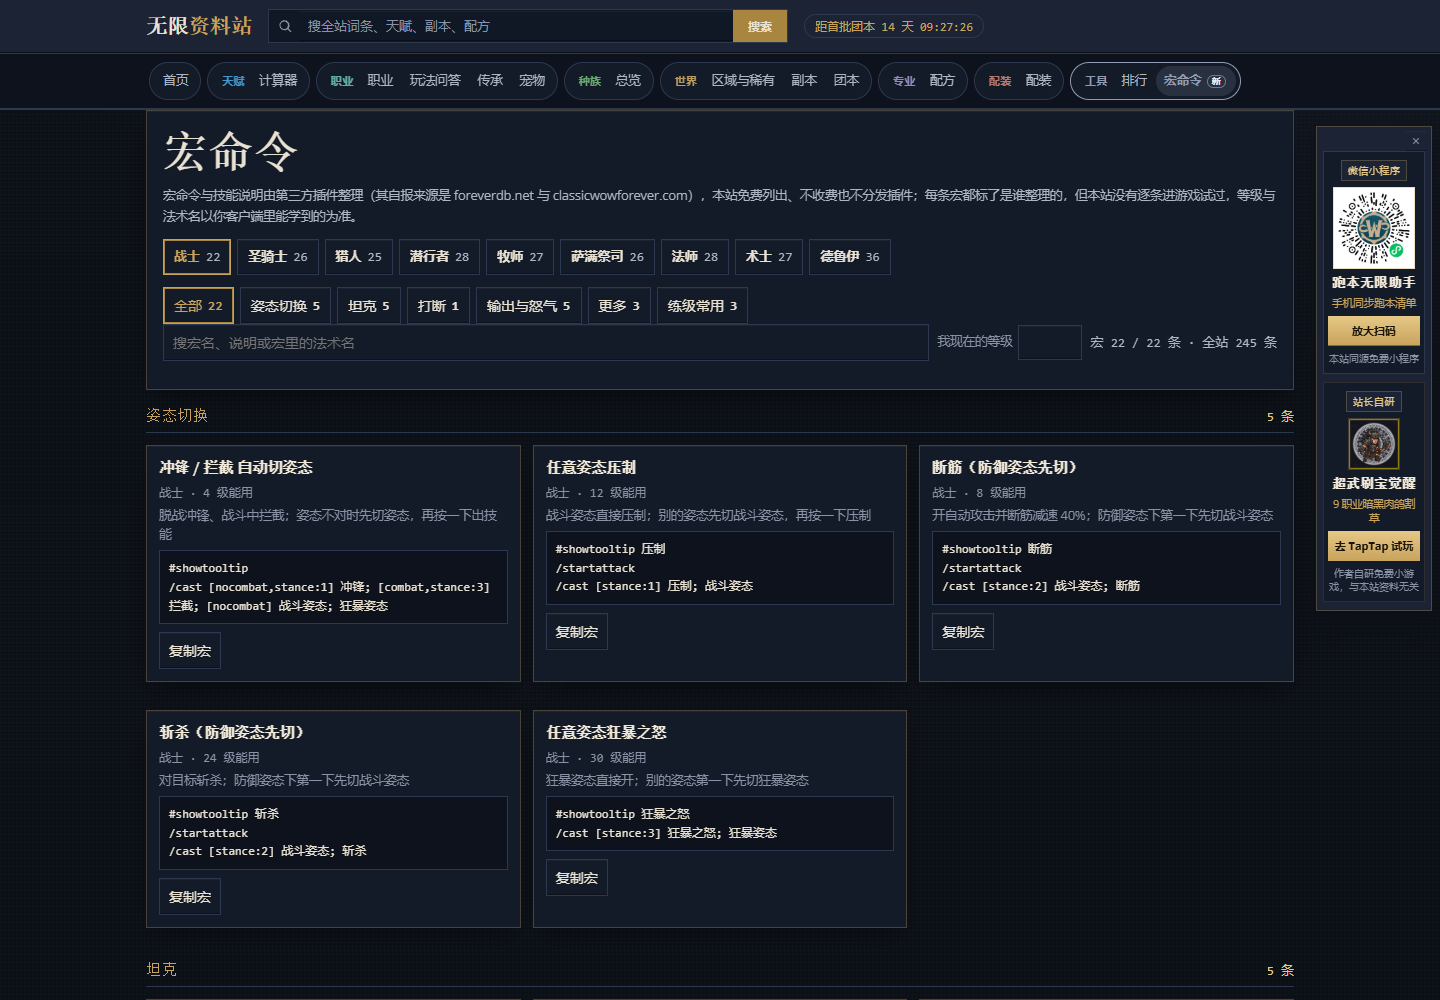 无限资料站
搜全站词条、天赋、副本、配方
搜索
距首批团本 14 天 09:27:26
首页
天赋 计算器
职业 职业 玩法问答 传承 宠物
种族 总览
世界 区域与稀有 副本 团本
专业 配方
配装 配装
工具 排行 宏命令 新
宏命令
宏命令与技能说明由第三方插件整理（其自报来源是 foreverdb.net 与 classicwowforever.com），本站免费列出、不收费也不分发插件；每条宏都标了是谁整理的，但本站没有逐条进游戏试过，等级与
法术名以你客户端里能学到的为准。
战士 22
圣骑士 26
猎人 25
潜行者 28
牧师 27
萨满祭司 26
法师 28
术士 27
德鲁伊 36
全部 22
姿态切换 5
坦克 5
打断 1
输出与怒气 5
更多 3
练级常用 3
搜宏名、说明或宏里的法术名
我现在的等级
宏 22 / 22 条 · 全站 245 条
姿态切换
5 条
冲锋 / 拦截 自动切姿态
战士 · 4 级能用
脱战冲锋、战斗中拦截；姿态不对时先切姿态，再按一下出技
能
#showtooltip
/cast [nocombat,stance:1] 冲锋; [combat,stance:3]
拦截; [nocombat] 战斗姿态; 狂暴姿态
复制宏
任意姿态压制
战士 · 12 级能用
战斗姿态直接压制；别的姿态先切战斗姿态，再按一下压制
#showtooltip 压制
/startattack
/cast [stance:1] 压制; 战斗姿态
复制宏
断筋（防御姿态先切）
战士 · 8 级能用
开自动攻击并断筋减速 40%；防御姿态下第一下先切战斗姿态
#showtooltip 断筋
/startattack
/cast [stance:2] 战斗姿态; 断筋
复制宏
斩杀（防御姿态先切）
战士 · 24 级能用
对目标斩杀；防御姿态下第一下先切战斗姿态
#showtooltip 斩杀
/startattack
/cast [stance:2] 战斗姿态; 斩杀
复制宏
任意姿态狂暴之怒
战士 · 30 级能用
狂暴姿态直接开；别的姿态第一下先切狂暴姿态
#showtooltip 狂暴之怒
/cast [stance:3] 狂暴之怒; 狂暴姿态
复制宏
坦克
5 条
×
微信小程序
W
跑本无限助手
手机同步跑本清单
放大扫码
本站同源免费小程序
站长自研
超武刷宝觉醒
9 职业暗黑肉鸽割
草
去 TapTap 试玩
作者自研免费小游
戏，与本站资料无关